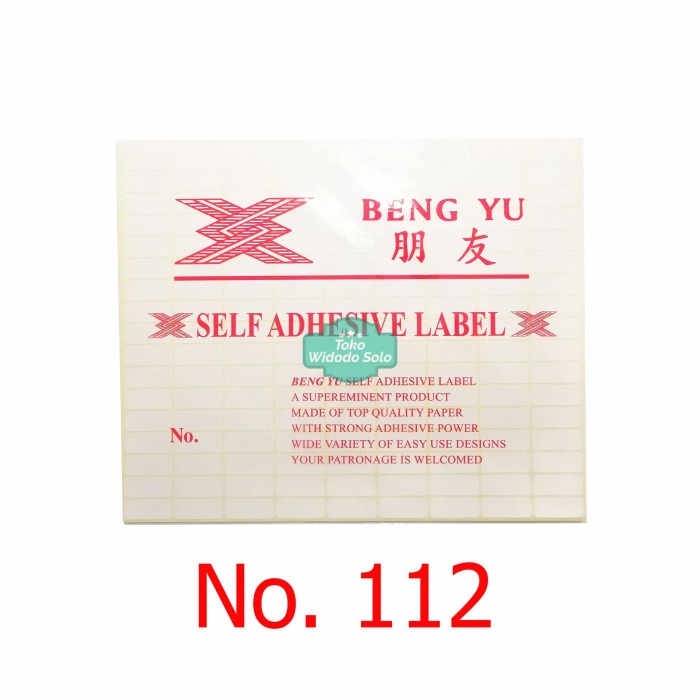 BENG YU
朋友
SELF ADHESIVE LABEL
Toko
Widodo Solo
BENG YU SELF ADHESIVE LABEL
A SUPEREMINENT PRODUCT
MADE OF TOP QUALITY PAPER
WITH STRONG ADHESIVE POWER
No.
WIDE VARIETY OF EASY USE DESIGNS
YOUR PATRONAGE IS WELCOMED
No. 112